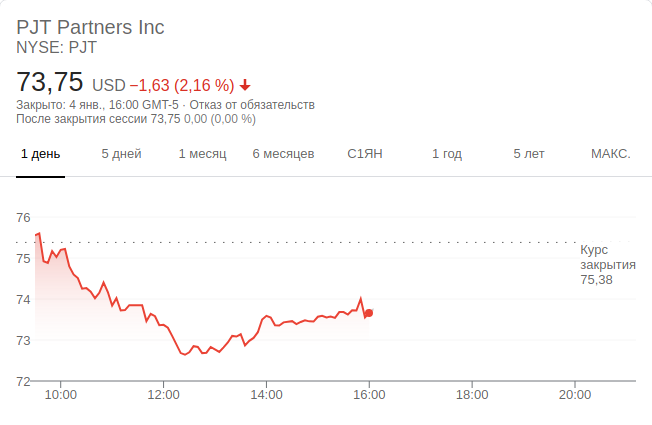 PJT Partners Inc
NYSE: PJT
73,75 USD −1,63 (2,16 %)
Закрыто: 4 янв., 16:00 GMT-5 · Отказ от обязательств
После закрытия сессии 73,75 0,00 (0,00 %)
1 день 5 дней 1 месяц 6 месяцев С1ЯН 1 год 5 лет МАКС.
76
Курс
закрытия
75,38
75
74
73
72
10:00 12:00 14:00 16:00 18:00 20:00